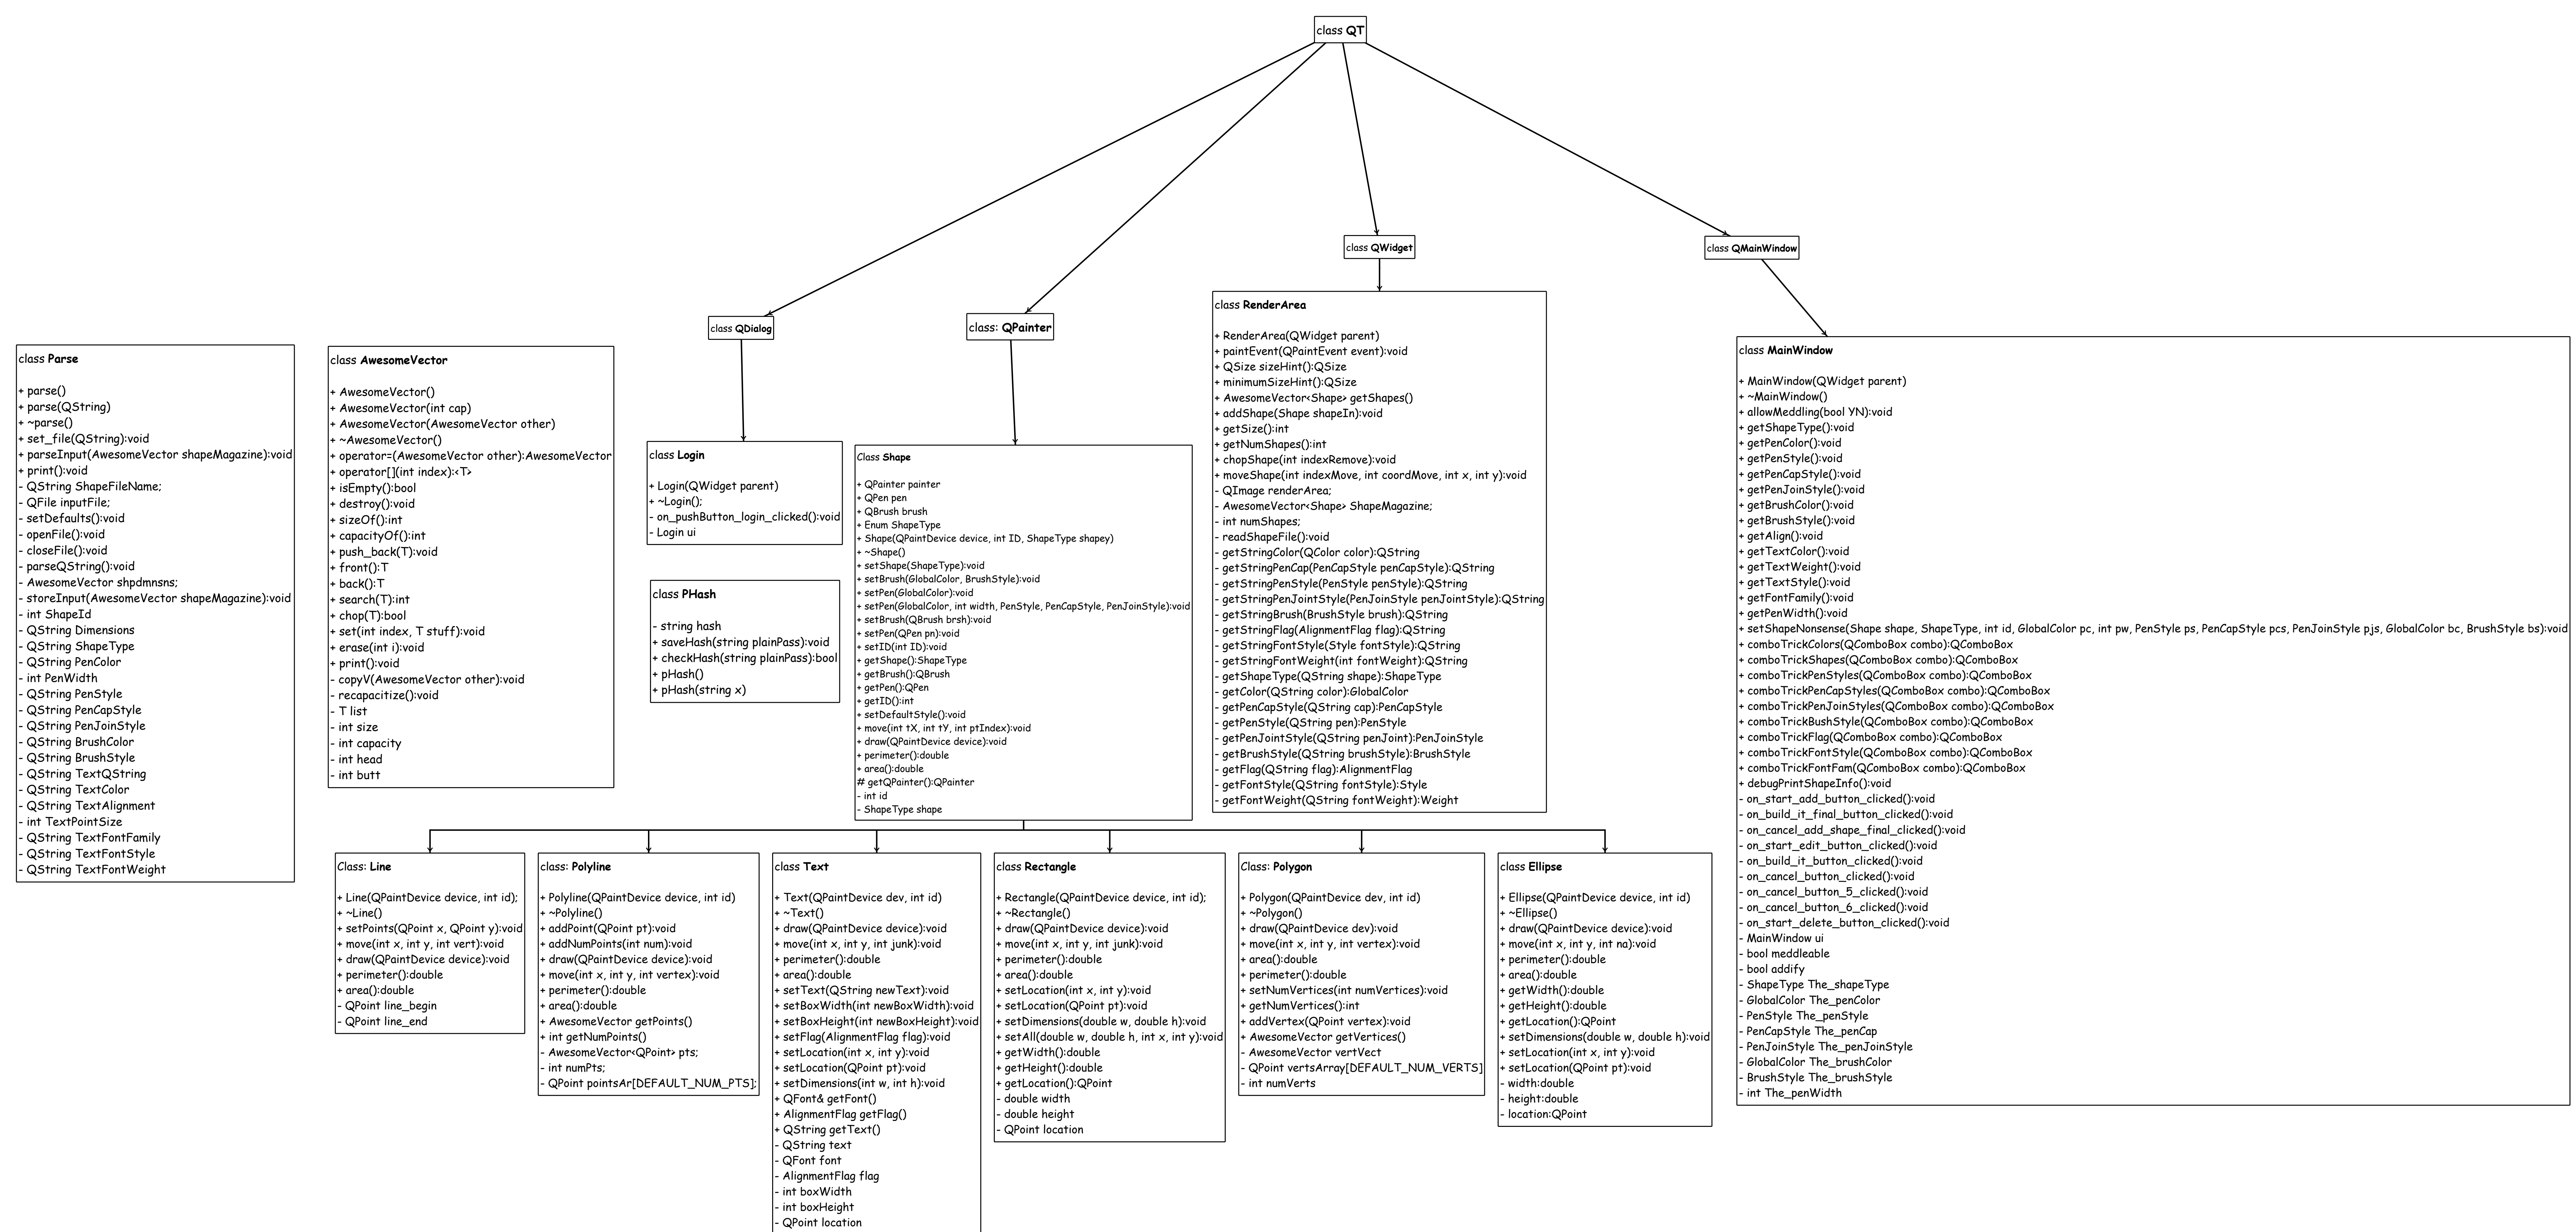 class QT
class QWidget
class QMainWindow
class QDialog
class: QPainter
class Parse
+ parse()
+ parse(QString)
+ ~parse()
+ set_file(QString):void
+ parseInput(AwesomeVector shapeMagazine):void
+ print():void
- QString ShapeFileName;
- QFile inputFile;
- setDefaults():void
- openFile():void
- closeFile():void
- parseQString():void
- AwesomeVector shpdmnsns;
- storeInput(AwesomeVector shapeMagazine):void
- int ShapeId
- QString Dimensions
- QString ShapeType
- QString PenColor
- int PenWidth
- QString PenStyle
- QString PenCapStyle
- QString PenJoinStyle
- QString BrushColor
- QString BrushStyle
- QString TextQString
- QString TextColor
- QString TextAlignment
- int TextPointSize
- QString TextFontFamily
- QString TextFontStyle
- QString TextFontWeight
class AwesomeVector
+ AwesomeVector()
+ AwesomeVector(int cap)
+ AwesomeVector(AwesomeVector other)
+ ~AwesomeVector()
+ operator=(AwesomeVector other):AwesomeVector
+ operator[](int index):<T>
+ isEmpty():bool
+ destroy():void
+ sizeOf():int
+ capacityOf():int
+ push_back(T):void
+ front():T
+ back():T
+ search(T):int
+ chop(T):bool
+ set(int index, T stuff):void
+ erase(int i):void
+ print():void
- copyV(AwesomeVector other):void
- recapacitize():void
- T list
- int size
- int capacity
- int head
- int butt
class Login
+ Login(QWidget parent)
+ ~Login();
- on_pushButton_login_clicked():void
- Login ui
class PHash
- string hash
+ saveHash(string plainPass):void
+ checkHash(string plainPass):bool
+ pHash()
+ pHash(string x)
Class Shape
+ QPainter painter
+ QPen pen
+ QBrush brush
+ Enum ShapeType
+ Shape(QPaintDevice device, int ID, ShapeType shapey)
+ ~Shape()
+ setShape(ShapeType):void
+ setBrush(GlobalColor, BrushStyle):void
+ setPen(GlobalColor):void
+ setPen(GlobalColor, int width, PenStyle, PenCapStyle, PenJoinStyle):void
+ setBrush(QBrush brsh):void
+ setPen(QPen pn):void
+ setID(int ID):void
+ getShape():ShapeType
+ getBrush():QBrush
+ getPen():QPen
+ getID():int
+ setDefaultStyle():void
+ move(int tX, int tY, int ptIndex):void
+ draw(QPaintDevice device):void
+ perimeter():double
+ area():double
# getQPainter():QPainter
- int id
- ShapeType shape
class RenderArea
+ RenderArea(QWidget parent)
+ paintEvent(QPaintEvent event):void
+ QSize sizeHint():QSize
+ minimumSizeHint():QSize
+ AwesomeVector<Shape> getShapes()
+ addShape(Shape shapeIn):void
+ getSize():int
+ getNumShapes():int
+ chopShape(int indexRemove):void
+ moveShape(int indexMove, int coordMove, int x, int y):void
- QImage renderArea;
- AwesomeVector<Shape> ShapeMagazine;
- int numShapes;
- readShapeFile():void
- getStringColor(QColor color):QString
- getStringPenCap(PenCapStyle penCapStyle):QString
- getStringPenStyle(PenStyle penStyle):QString
- getStringPenJointStyle(PenJoinStyle penJointStyle):QString
- getStringBrush(BrushStyle brush):QString
- getStringFlag(AlignmentFlag flag):QString
- getStringFontStyle(Style fontStyle):QString
- getStringFontWeight(int fontWeight):QString
- getShapeType(QString shape):ShapeType
- getColor(QString color):GlobalColor
- getPenCapStyle(QString cap):PenCapStyle
- getPenStyle(QString pen):PenStyle
- getPenJointStyle(QString penJoint):PenJoinStyle
- getBrushStyle(QString brushStyle):BrushStyle
- getFlag(QString flag):AlignmentFlag
- getFontStyle(QString fontStyle):Style
- getFontWeight(QString fontWeight):Weight
class MainWindow
+ MainWindow(QWidget parent)
+ ~MainWindow()
+ allowMeddling(bool YN):void
+ getShapeType():void
+ getPenColor():void
+ getPenStyle():void
+ getPenCapStyle():void
+ getPenJoinStyle():void
+ getBrushColor():void
+ getBrushStyle():void
+ getAlign():void
+ getTextColor():void
+ getTextWeight():void
+ getTextStyle():void
+ getFontFamily():void
+ getPenWidth():void
+ setShapeNonsense(Shape shape, ShapeType, int id, GlobalColor pc, int pw, PenStyle ps, PenCapStyle pcs, PenJoinStyle pjs, GlobalColor bc, BrushStyle bs):void
+ comboTrickColors(QComboBox combo):QComboBox
+ comboTrickShapes(QComboBox combo):QComboBox
+ comboTrickPenStyles(QComboBox combo):QComboBox
+ comboTrickPenCapStyles(QComboBox combo):QComboBox
+ comboTrickPenJoinStyles(QComboBox combo):QComboBox
+ comboTrickBushStyle(QComboBox combo):QComboBox
+ comboTrickFlag(QComboBox combo):QComboBox
+ comboTrickFontStyle(QComboBox combo):QComboBox
+ comboTrickFontFam(QComboBox combo):QComboBox
+ debugPrintShapeInfo():void
- on_start_add_button_clicked():void
- on_build_it_final_button_clicked():void
- on_cancel_add_shape_final_clicked():void
- on_start_edit_button_clicked():void
- on_build_it_button_clicked():void
- on_cancel_button_clicked():void
- on_cancel_button_5_clicked():void
- on_cancel_button_6_clicked():void
- on_start_delete_button_clicked():void
- MainWindow ui
- bool meddleable
- bool addify
- ShapeType The_shapeType
- GlobalColor The_penColor
- PenStyle The_penStyle
- PenCapStyle The_penCap
- PenJoinStyle The_penJoinStyle
- GlobalColor The_brushColor
- BrushStyle The_brushStyle
- int The_penWidth
Class: Line
+ Line(QPaintDevice device, int id);
+ ~Line()
+ setPoints(QPoint x, QPoint y):void
+ move(int x, int y, int vert):void
+ draw(QPaintDevice device):void
+ perimeter():double
+ area():double
- QPoint line_begin
- QPoint line_end
class: Polyline
+ Polyline(QPaintDevice device, int id)
+ ~Polyline()
+ addPoint(QPoint pt):void
+ addNumPoints(int num):void
+ draw(QPaintDevice device):void
+ move(int x, int y, int vertex):void
+ perimeter():double
+ area():double
+ AwesomeVector getPoints()
+ int getNumPoints()
- AwesomeVector<QPoint> pts;
- int numPts;
- QPoint pointsAr[DEFAULT_NUM_PTS];
class Text
+ Text(QPaintDevice dev, int id)
+ ~Text()
+ draw(QPaintDevice device):void
+ move(int x, int y, int junk):void
+ perimeter():double
+ area():double
+ setText(QString newText):void
+ setBoxWidth(int newBoxWidth):void
+ setBoxHeight(int newBoxHeight):void
+ setFlag(AlignmentFlag flag):void
+ setLocation(int x, int y):void
+ setLocation(QPoint pt):void
+ setDimensions(int w, int h):void
+ QFont& getFont()
+ AlignmentFlag getFlag()
+ QString getText()
- QString text
- QFont font
- AlignmentFlag flag
- int boxWidth
- int boxHeight
- QPoint location
class Rectangle
+ Rectangle(QPaintDevice device, int id);
+ ~Rectangle()
+ draw(QPaintDevice device):void
+ move(int x, int y, int junk):void
+ perimeter():double
+ area():double
+ setLocation(int x, int y):void
+ setLocation(QPoint pt):void
+ setDimensions(double w, double h):void
+ setAll(double w, double h, int x, int y):void
+ getWidth():double
+ getHeight():double
+ getLocation():QPoint
- double width
- double height
- QPoint location
Class: Polygon
+ Polygon(QPaintDevice dev, int id)
+ ~Polygon()
+ draw(QPaintDevice dev):void
+ move(int x, int y, int vertex):void
+ area():double
+ perimeter():double
+ setNumVertices(int numVertices):void
+ getNumVertices():int
+ addVertex(QPoint vertex):void
+ AwesomeVector getVertices()
- AwesomeVector vertVect
- QPoint vertsArray[DEFAULT_NUM_VERTS]
- int numVerts
class Ellipse
+ Ellipse(QPaintDevice device, int id)
+ ~Ellipse()
+ draw(QPaintDevice device):void
+ move(int x, int y, int na):void
+ perimeter():double
+ area():double
+ getWidth():double
+ getHeight():double
+ getLocation():QPoint
+ setDimensions(double w, double h):void
+ setLocation(int x, int y):void
+ setLocation(QPoint pt):void
- width:double
- height:double
- location:QPoint